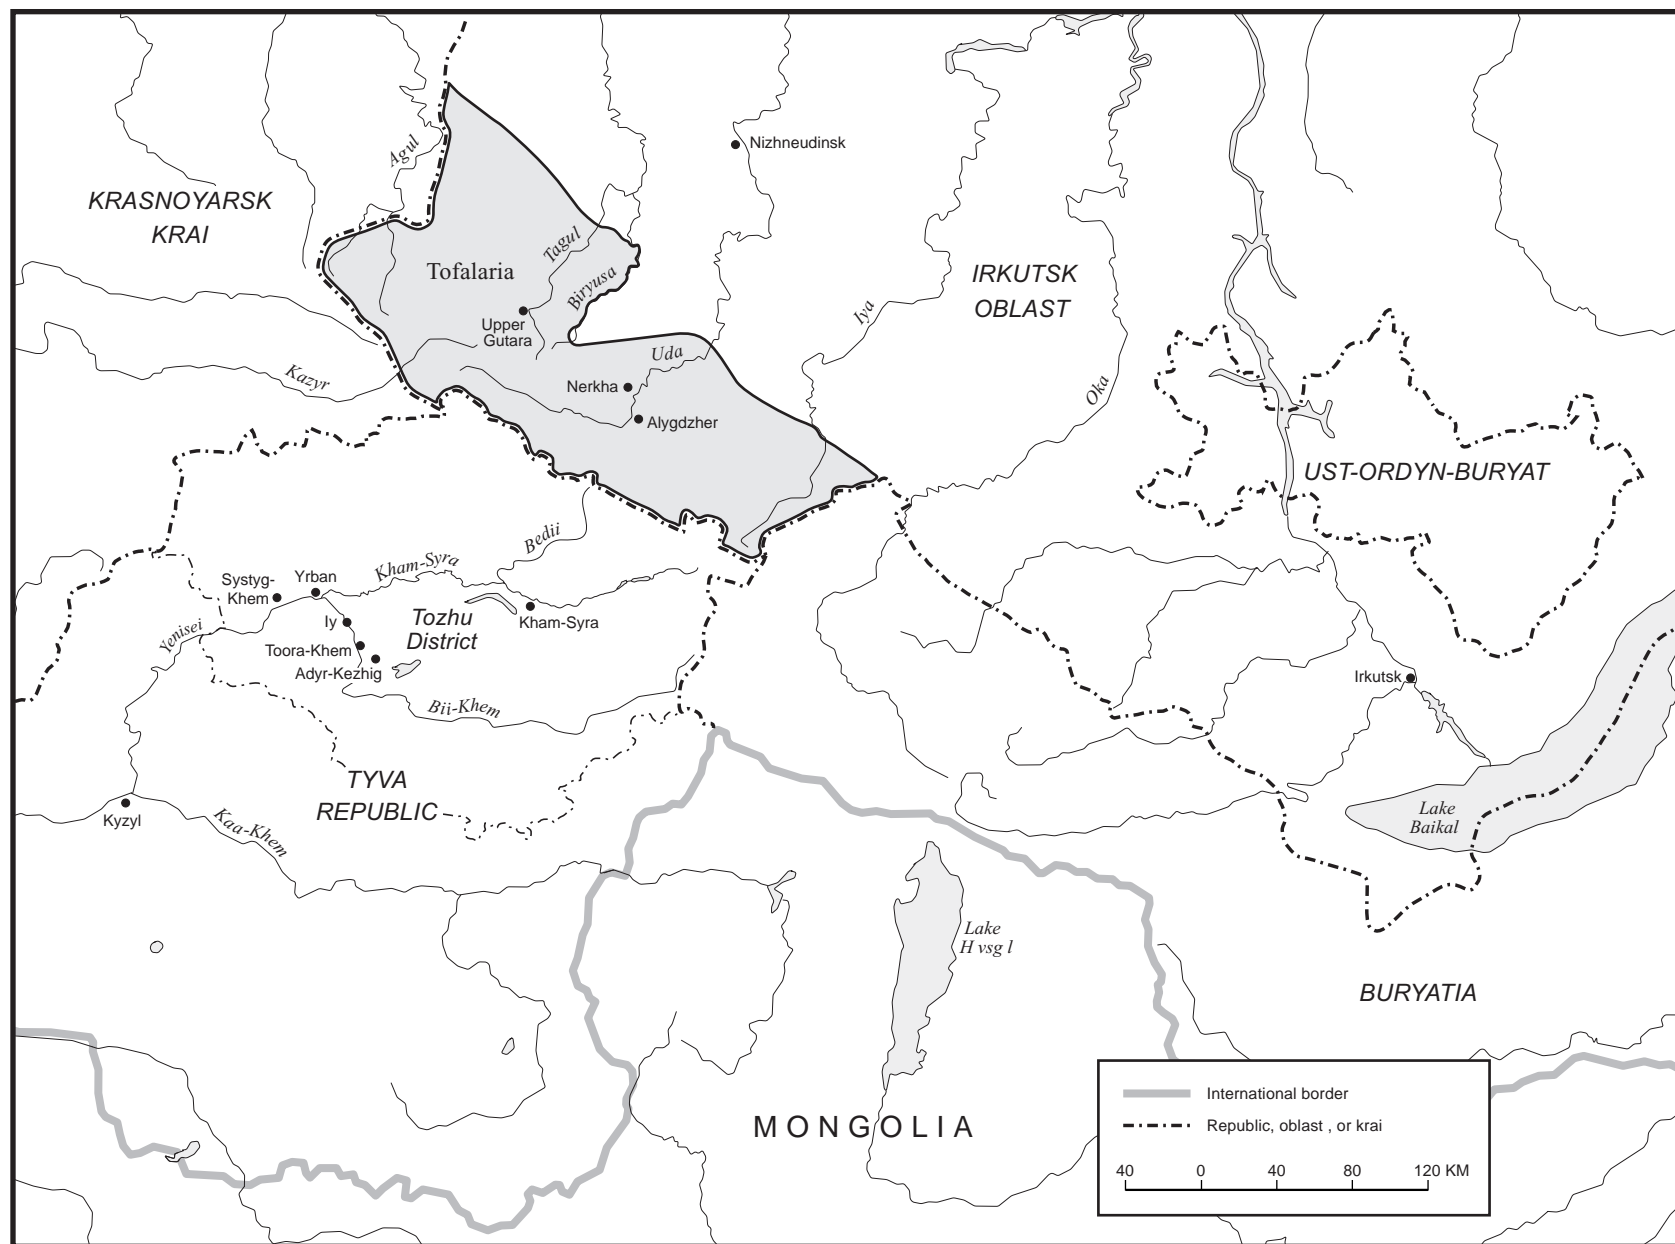 Nizhneudinsk
Agul
KRASNOYARSK
KRAI
Tofalaria
Tagul
Biryusa
IRKUTSK
OBLAST
Iya
Upper
Gutara
Uda
Kazyr
Nerkha
Alygdzher
Oka
UST-ORDYN-BURYAT
Bedii
Kham-Syra
Systyg-
Khem
Yrban
Iy
Tozhu
District
Kham-Syra
Yenisei
Toora-Khem
Adyr-Kezhig
Irkutsk
Bii-Khem
TYVA
REPUBLIC
Kyzyl
Kaa-Khem
Lake
Baikal
Lake
H vsg l
BURYATIA
MONGOLIA
International border
Republic, oblast , or krai
40 0 40 80 120 KM